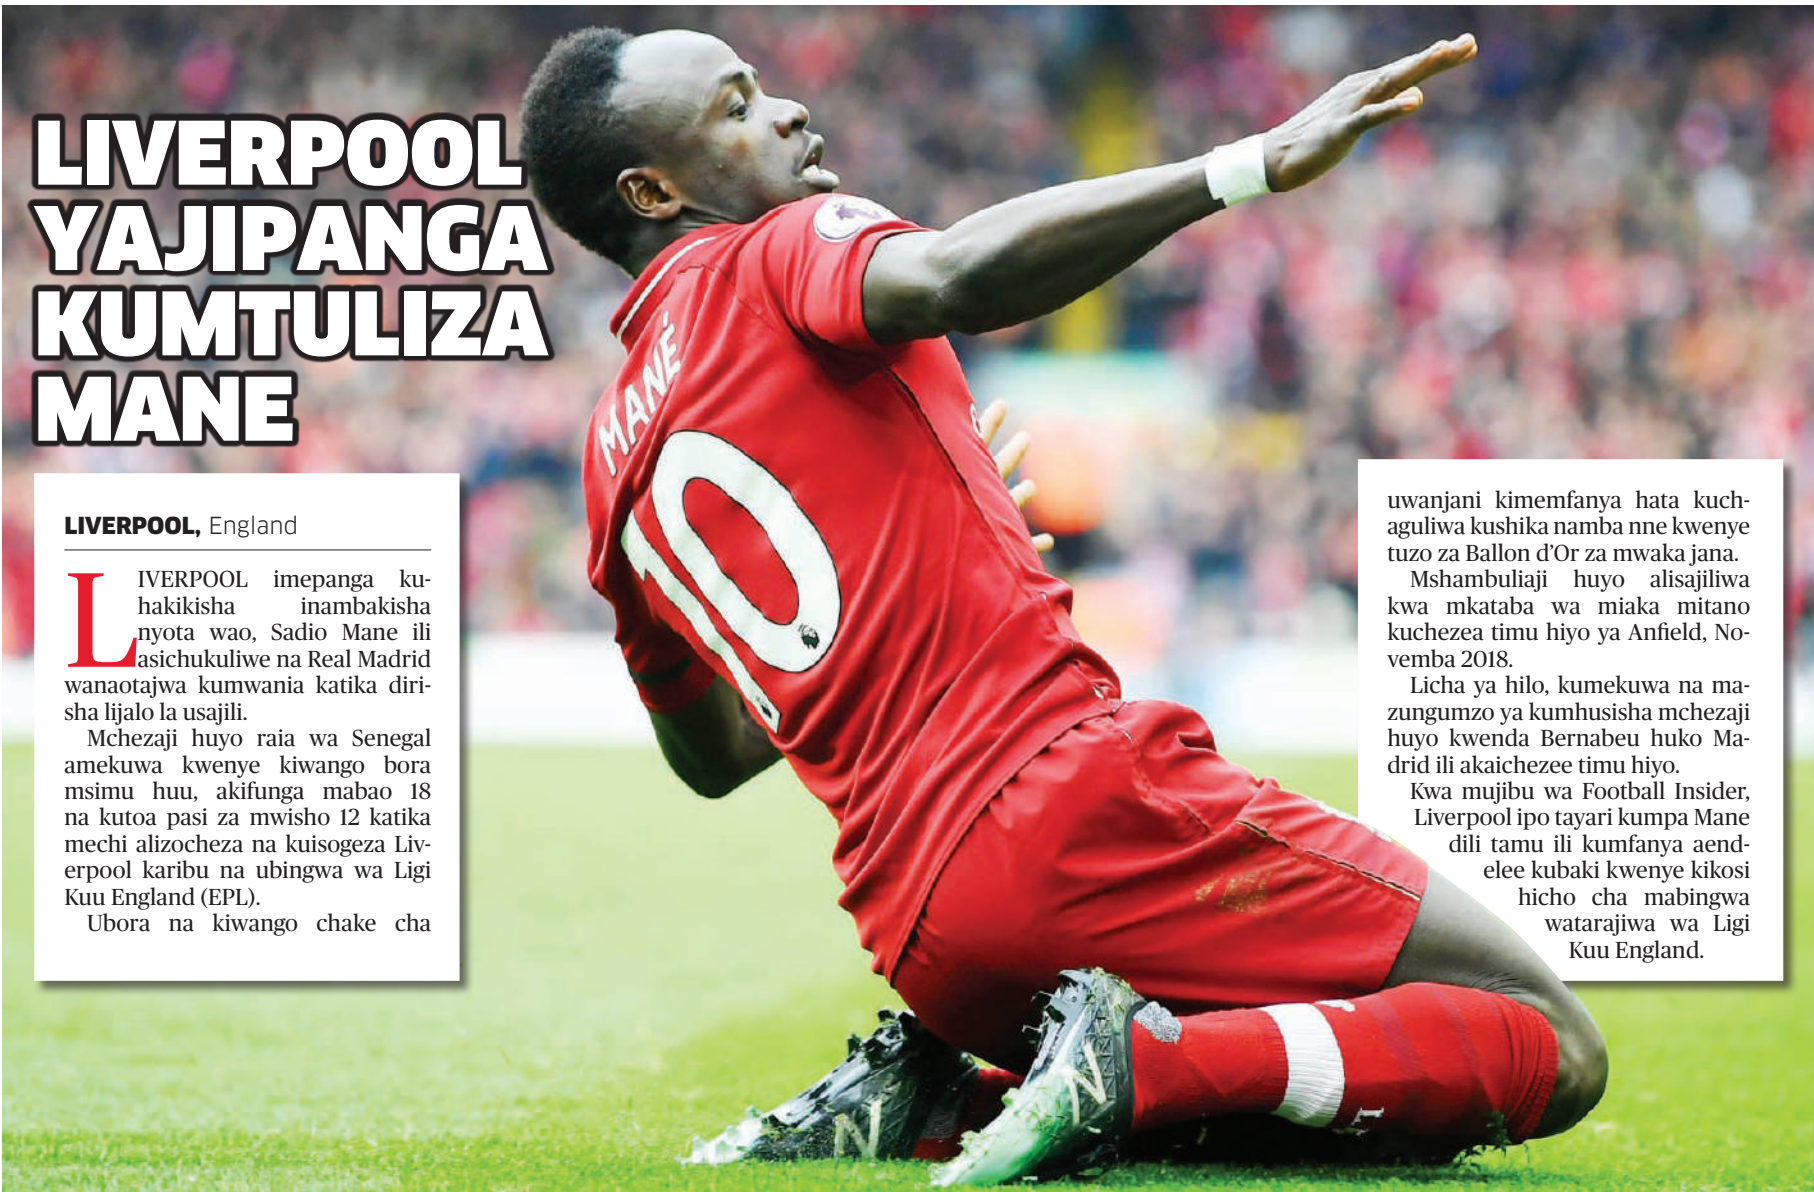 LIVERPOOL
YAJIPANGA
KUMTULIZA
MANE
LIVERPOOL, England
LIVERPOOL imepanga ku-
hakikisha inambakisha
nyota wao, Sadio Mane ili
asichukuliwe na Real Madrid
wanaotajwa kumwania katika diri-
sha lijalo la usajili.
Mchezaji huyo raia wa Senegal
amekuwa kwenye kiwango bora
msimu huu, akifunga mabao 18
na kutoa pasi za mwisho 12 katika
mechi alizocheza na kuisogeza Liv-
erpool karibu na ubingwa wa Ligi
Kuu England (EPL).
Ubora na kiwango chake cha
uwanjani kimemfanya hata kuch-
aguliwa kushika namba nne kwenye
tuzo za Ballon d’Or za mwaka jana.
Mshambuliaji huyo alisajiliwa
kwa mkataba wa miaka mitano
kuchezea timu hiyo ya Anfield, No-
vemba 2018.
Licha ya hilo, kumekuwa na ma-
zungumzo ya kumhusisha mchezaji
huyo kwenda Bernabeu huko Ma-
drid ili akaichezee timu hiyo.
Kwa mujibu wa Football Insider,
Liverpool ipo tayari kumpa Mane
dili tamu ili kumfanya aend-
elee kubaki kwenye kikosi
hicho cha mabingwa
watarajiwa wa Ligi
Kuu England.
MANÉ
10
N
N